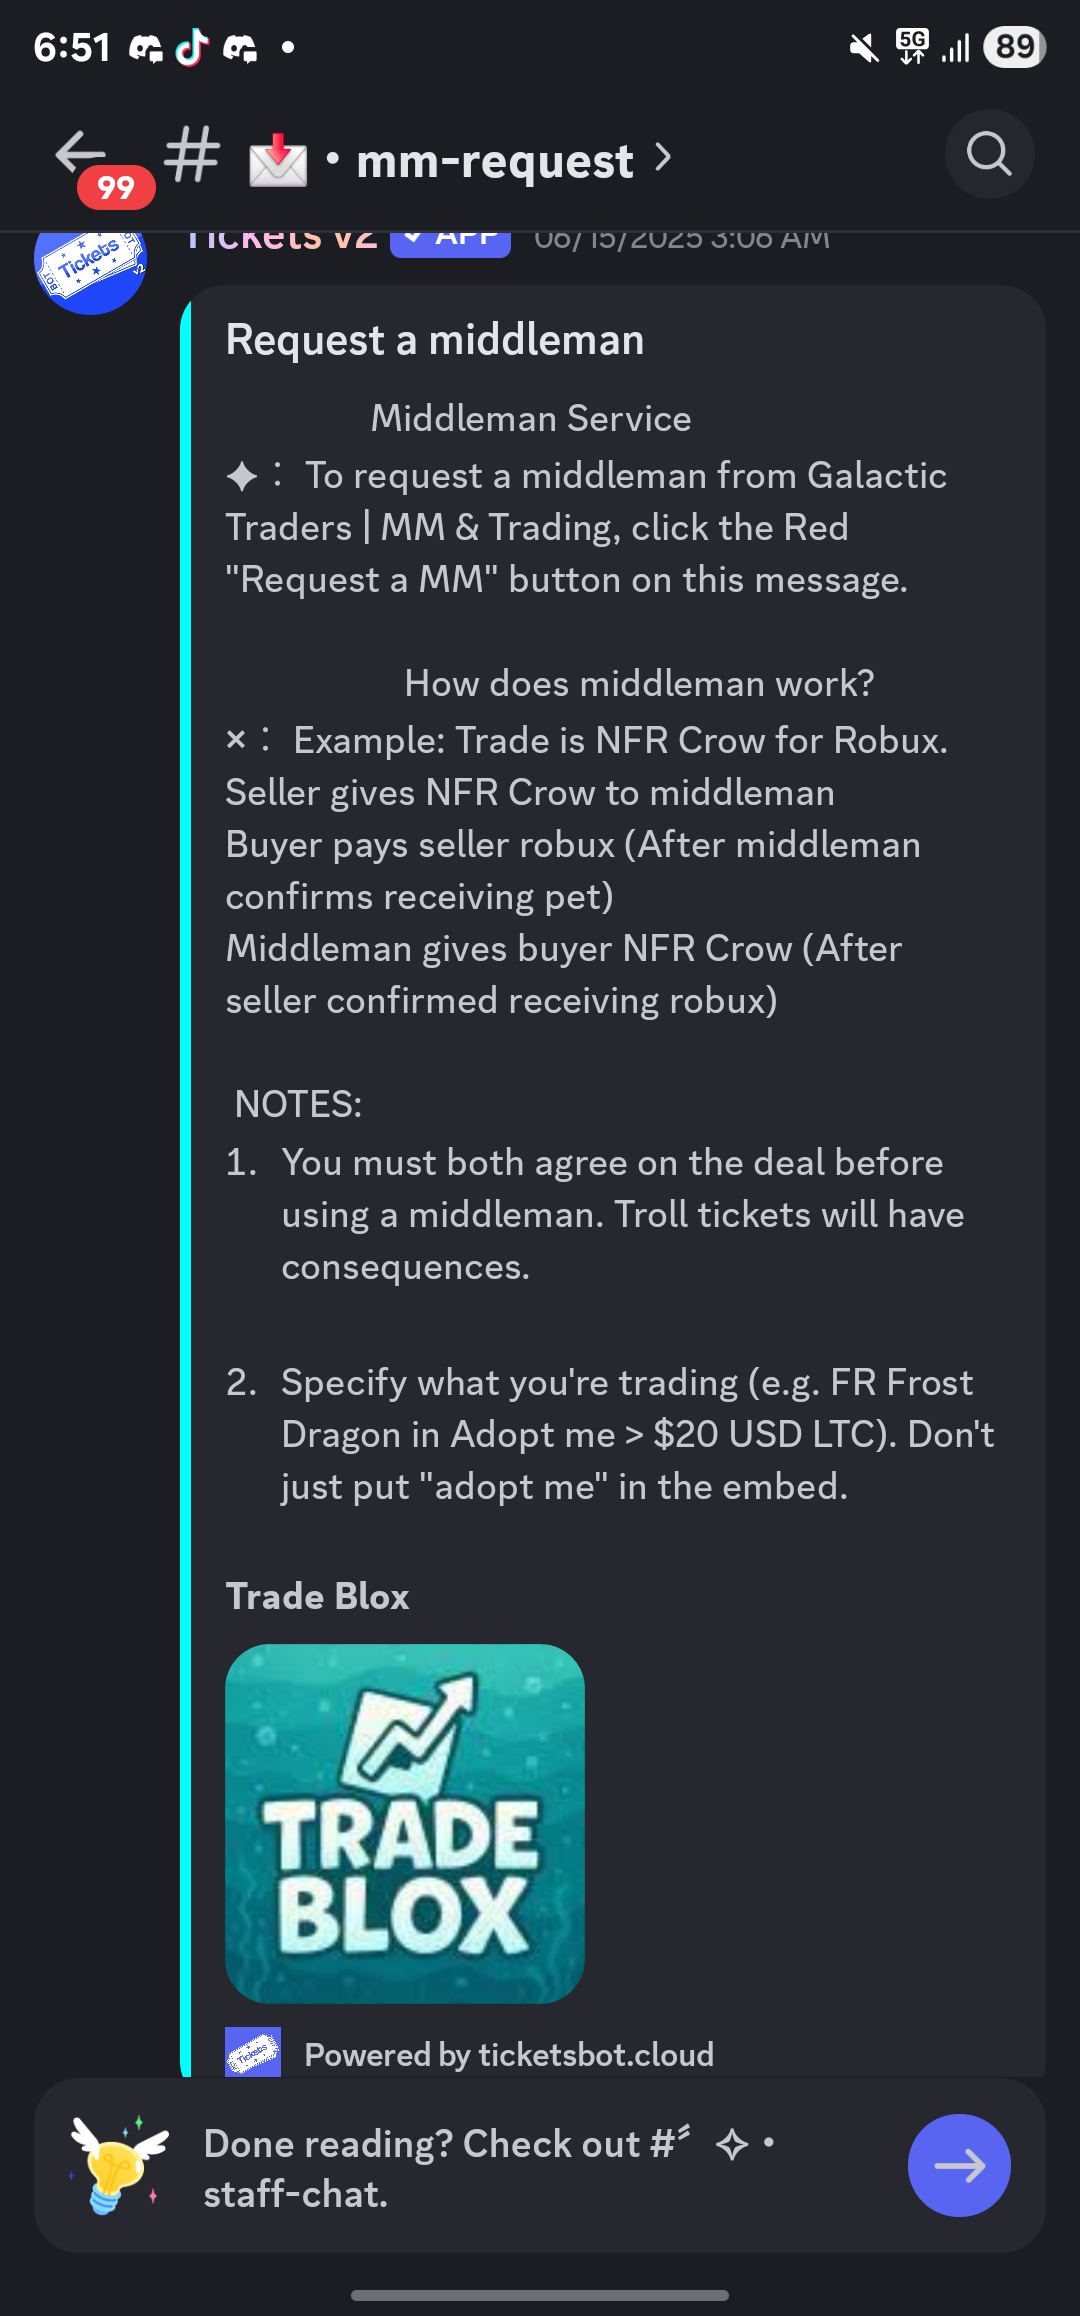 6:51
5G
89
99
# • mm-request
Tickets v2 APP 06/15/2025 3:06 AM
Tickets
Request a middleman
Middleman Service
✦ : To request a middleman from Galactic
Traders | MM & Trading, click the Red
"Request a MM" button on this message.
How does middleman work?
× : Example: Trade is NFR Crow for Robux.
Seller gives NFR Crow to middleman
Buyer pays seller robux (After middleman
confirms receiving pet)
Middleman gives buyer NFR Crow (After
seller confirmed receiving robux)
NOTES:
1. You must both agree on the deal before
using a middleman. Troll tickets will have
consequences.
2. Specify what you're trading (e.g. FR Frost
Dragon in Adopt me > $20 USD LTC). Don't
just put "adopt me" in the embed.
Trade Blox
TRADE
BLOX
Tickets
Powered by ticketsbot.cloud
Done reading? Check out #〞 ✧ •
staff-chat.